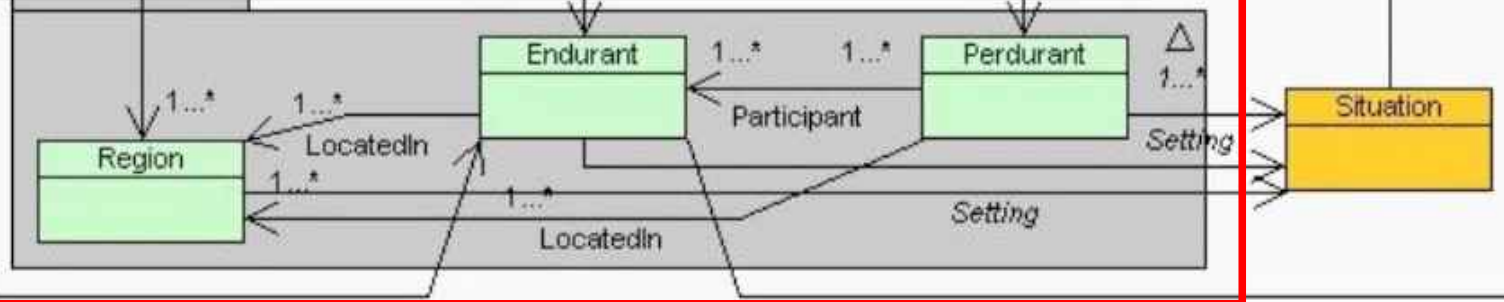 Endurant
1...*
1...*
Perdurant
1...*
1...*
1...*
Participant
Situation
LocatedIn
Setting
Region
1...*
1...*
Setting
LocatedIn